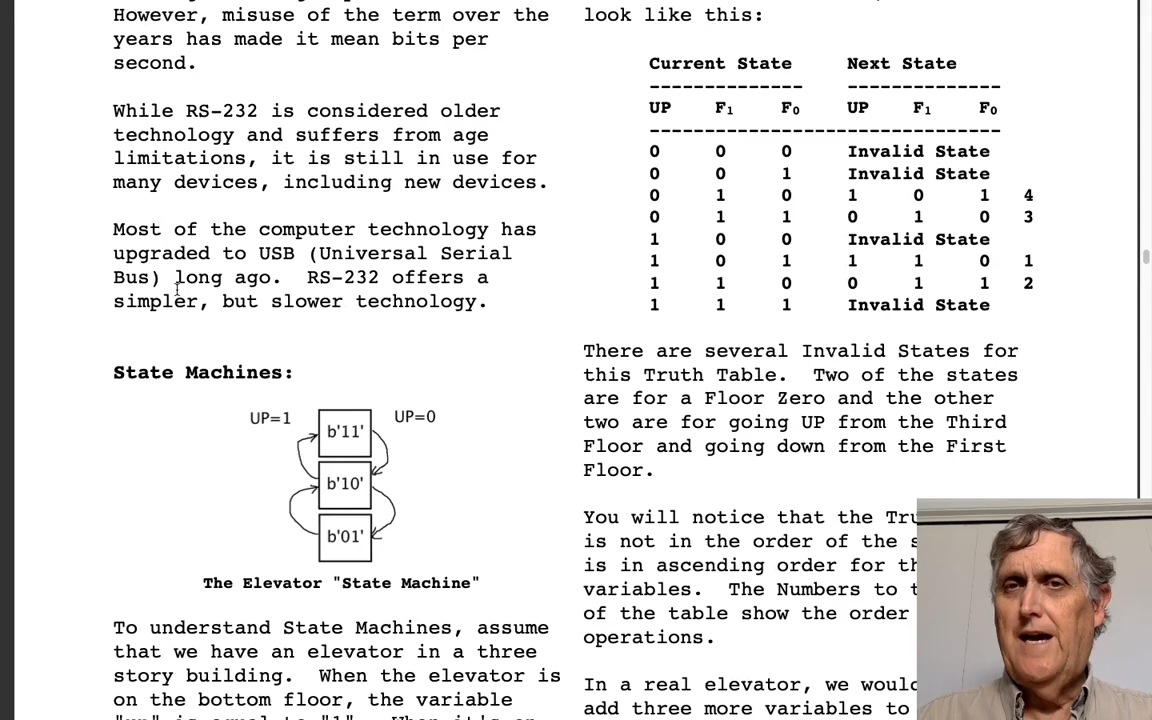 However, misuse of the term over the
years has made it mean bits per
second.
While RS-232 is considered older
technology and suffers from age
limitations, it is still in use for
many devices, including new devices.
Most of the computer technology has
upgraded to USB (Universal Serial
Bus) long ago.  RS-232 offers a
simpler, but slower technology.
State Machines:
UP=1
UP=0
b'11'
b'10'
b'01'
The Elevator "State Machine"
To understand State Machines, assume
that we have an elevator in a three
story building.  When the elevator is
on the bottom floor, the variable
look like this:
Current State Next State
-------------- --------------
UP F₁ F₀ UP F₁ F₀
--------------------------------
0 0 0 Invalid State
0 0 1 Invalid State
0 1 0 1 0 1 4
0 1 1 0 1 0 3
1 0 0 Invalid State
1 0 1 1 1 0 1
1 1 0 0 1 1 2
1 1 1 Invalid State
There are several Invalid States for
this Truth Table.  Two of the states
are for a Floor Zero and the other
two are for going UP from the Third
Floor and going down from the First
Floor.
You will notice that the Tru
is not in the order of the s
is in ascending order for th
variables.  The Numbers to t
of the table show the order
operations.
In a real elevator, we would
add three more variables to